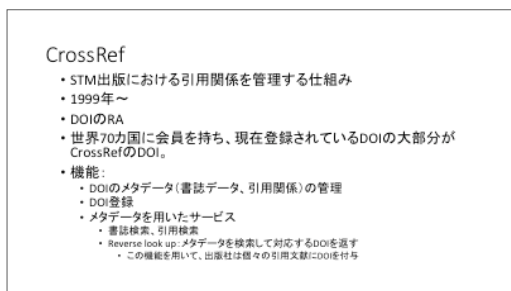 CrossRef
• STM出版における引用関係を管理する仕組み
• 1999年～
• DOIのRA
• 世界70カ国に会員を持ち、現在登録されているDOIの大部分が
CrossRefのDOI。
• 機能：
• DOIのメタデータ（書誌データ、引用関係）の管理
• DOI登録
• メタデータを用いたサービス
• 書誌検索、引用検索
• Reverse look up：メタデータを検索して対応するDOIを返す
• この機能を用いて、出版社は個々の引用文献にDOIを付与